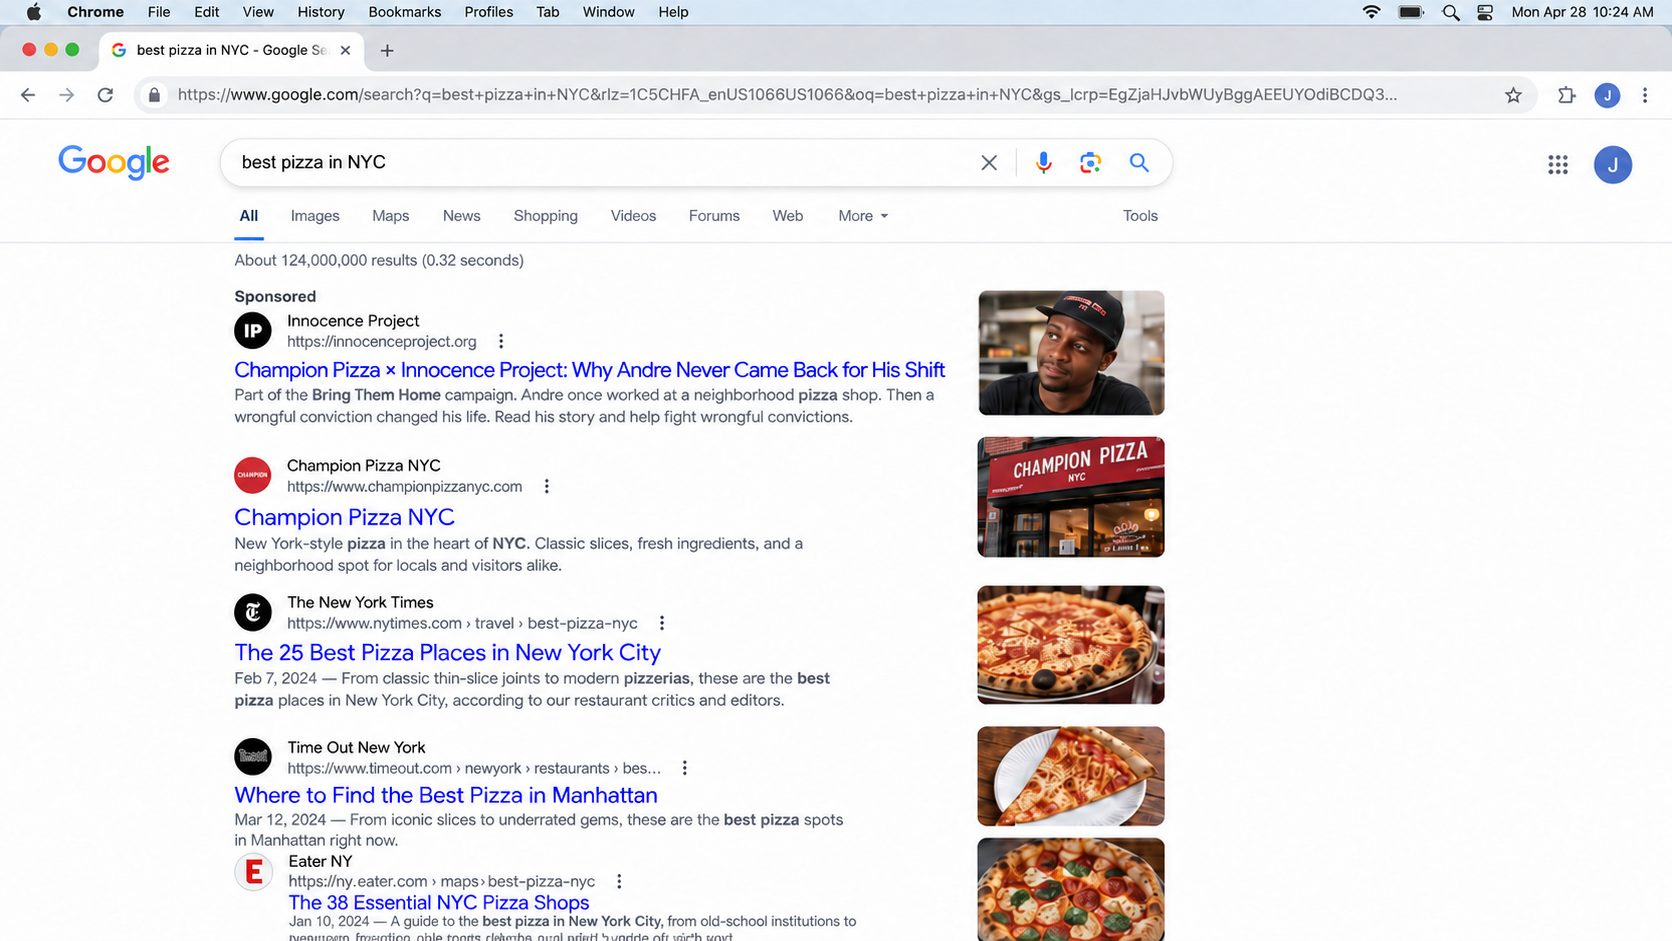 Chrome File Edit View History Bookmarks Profiles Tab Window Help Mon Apr 28 10:24 AM
best pizza in NYC - Google Se
https://www.google.com/search?q=best+pizza+in+NYC&rlz=1C5CHFA_enUS1066US1066&oq=best+pizza+in+NYC&gs_lcrp=EgZjaHJvbWUyBggAEEUYOdiBCDQ3... J
Google best pizza in NYC J
All Images Maps News Shopping Videos Forums Web More Tools
About 124,000,000 results (0.32 seconds)
Sponsored
IP Innocence Project
https://innocenceproject.org
Champion Pizza × Innocence Project: Why Andre Never Came Back for His Shift
Part of the Bring Them Home campaign. Andre once worked at a neighborhood pizza shop. Then a
wrongful conviction changed his life. Read his story and help fight wrongful convictions.
Champion Pizza NYC
CHAMPION
https://www.championpizzanyc.com
Champion Pizza NYC
New York-style pizza in the heart of NYC. Classic slices, fresh ingredients, and a
neighborhood spot for locals and visitors alike.
CHAMPION PIZZA
NYC
The New York Times
https://www.nytimes.com › travel › best-pizza-nyc
The 25 Best Pizza Places in New York City
Feb 7, 2024 — From classic thin-slice joints to modern pizzerias, these are the best
pizza places in New York City, according to our restaurant critics and editors.
Time Out New York
https://www.timeout.com › newyork › restaurants › bes...
Where to Find the Best Pizza in Manhattan
Mar 12, 2024 — From iconic slices to underrated gems, these are the best pizza spots
in Manhattan right now.
E Eater NY
https://ny.eater.com › maps › best-pizza-nyc
The 38 Essential NYC Pizza Shops
Jan 10, 2024 — A guide to the best pizza in New York City, from old-school institutions to